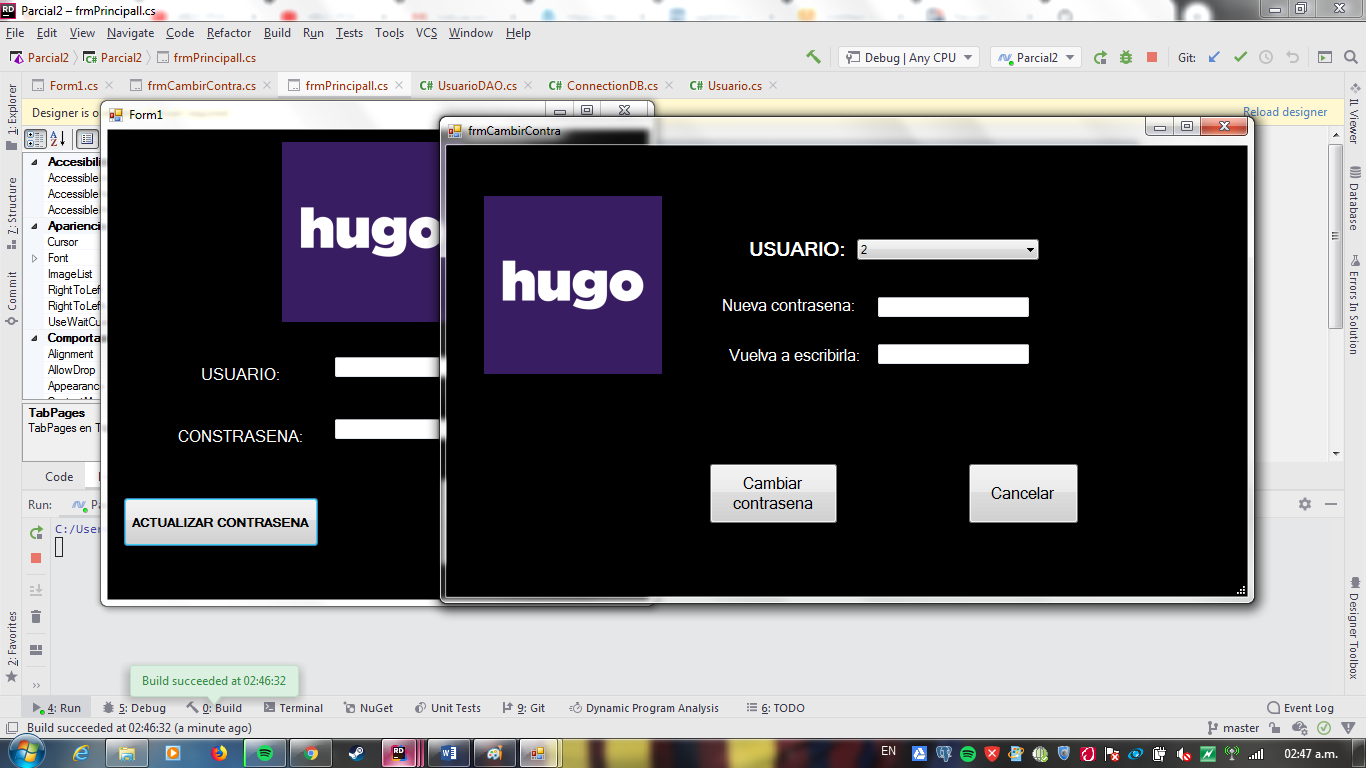 Parcial2 – frmPrincipall.cs
File Edit View Navigate Code Refactor Build Run Tests Tools VCS Window Help
Parcial2 Parcial2 frmPrincipall.cs
Debug | Any CPU Parcial2 Git:
Form1.cs frmCambirContra.cs frmPrincipall.cs UsuarioDAO.cs ConnectionDB.cs Usuario.cs
Designer is o
Reload designer
1: Explorer
Z: Structure
Commit
2: Favorites
Accesibili
Accessible
Accessible
Accessible
Aparienci
Cursor
Font
ImageList
RightToLef
RightToLef
UseWaitCu
Comporta
Alignment
AllowDrop
Appearance
TabPages
TabPages en T
Code
Form1
hugo
USUARIO:
CONSTRASENA:
ACTUALIZAR CONTRASENA
frmCambirContra
hugo
USUARIO: 2
Nueva contrasena:
Vuelva a escribirla:
Cambiar
contrasena
Cancelar
IL Viewer
Database
Errors In Solution
Designer Toolbox
Run: Pa
C:/User
Build succeeded at 02:46:32
4: Run 5: Debug 0: Build Terminal NuGet Unit Tests 9: Git Dynamic Program Analysis 6: TODO Event Log
Build succeeded at 02:46:32 (a minute ago)
master
EN
02:47 a.m.